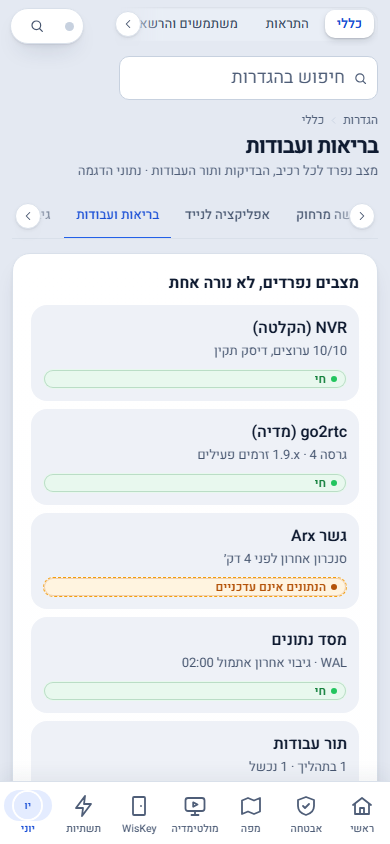 כללי
התראות
משתמשים והרשא
חיפוש בהגדרות
הגדרות
כללי
בריאות ועבודות
מצב נפרד לכל רכיב, הבדיקות ותור העבודות · נתוני הדגמה
שה מרחוק
אפליקציה לנייד
בריאות ועבודות
גי
מצבים נפרדים, לא נורה אחת
NVR (הקלטה)
10/10 ערוצים, דיסק תקין
חי
go2rtc (מדיה)
גרסה 1.9.x · 4 זרמים פעילים
חי
גשר Arx
סנכרון אחרון לפני 4 דק׳
הנתונים אינם עדכניים
מסד נתונים
WAL · גיבוי אחרון אתמול 02:00
חי
תור עבודות
1 בתהליך · 1 נכשל
ראשי
אבטחה
מפה
מולטימדיה
WisKey
תשתיות
יו
יוני